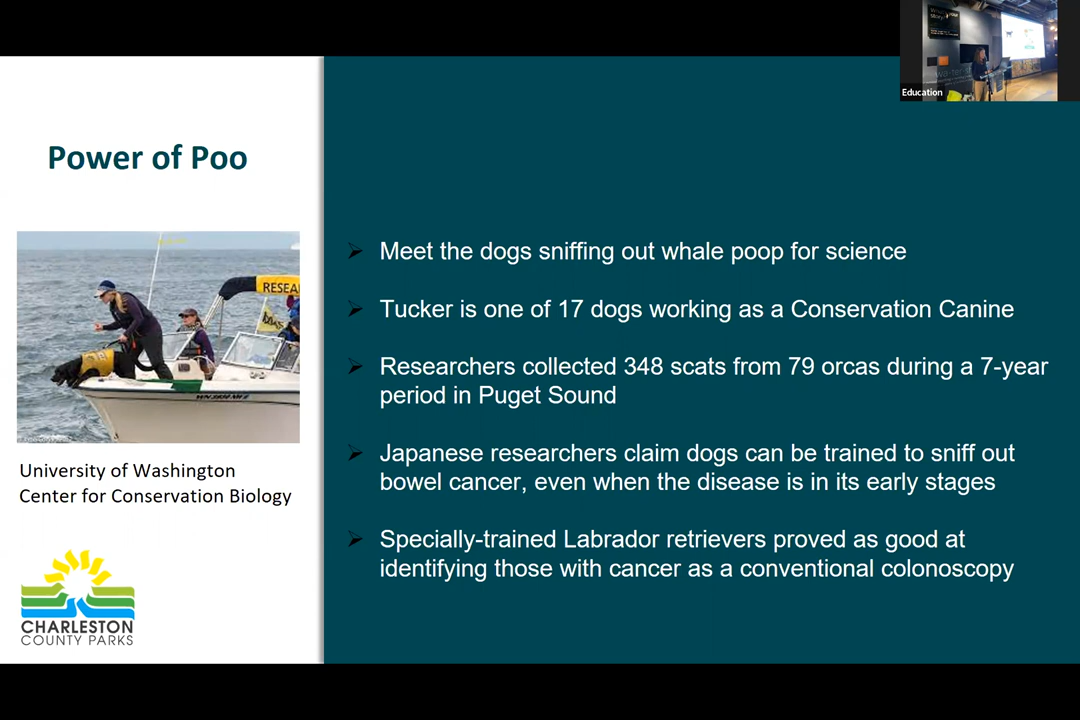 Education
Power of Poo
RESEA
University of Washington
Center for Conservation Biology
CHARLESTON
COUNTY PARKS
Meet the dogs sniffing out whale poop for science
Tucker is one of 17 dogs working as a Conservation Canine
Researchers collected 348 scats from 79 orcas during a 7-year
period in Puget Sound
Japanese researchers claim dogs can be trained to sniff out
bowel cancer, even when the disease is in its early stages
Specially-trained Labrador retrievers proved as good at
identifying those with cancer as a conventional colonoscopy